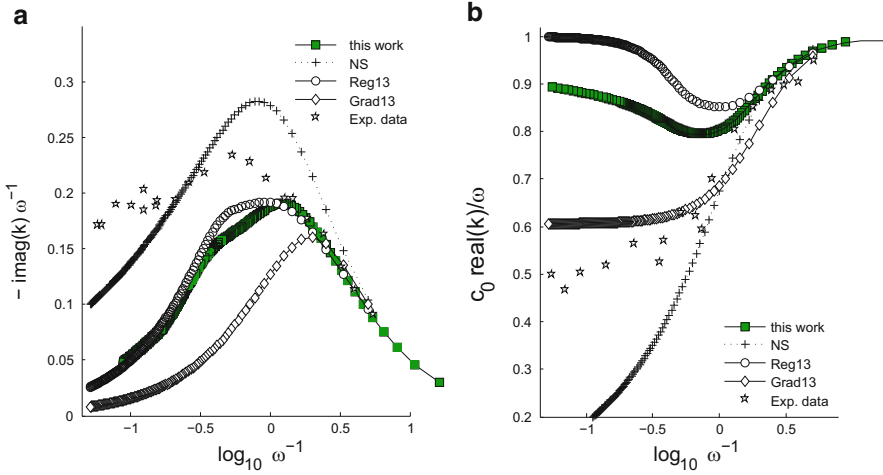 a
this work
NS
Reg13
Grad13
Exp. data
0.3
0.25
0.2
0.15
0.1
0.05
0
− imag(k) ω⁻¹
−1
−0.5
0
0.5
1
log₁₀ ω⁻¹
b
1
0.9
0.8
0.7
0.6
0.5
0.4
0.3
0.2
c₀ real(k)/ω
this work
NS
Reg13
Grad13
Exp. data
−1
−0.5
0
0.5
log₁₀ ω⁻¹